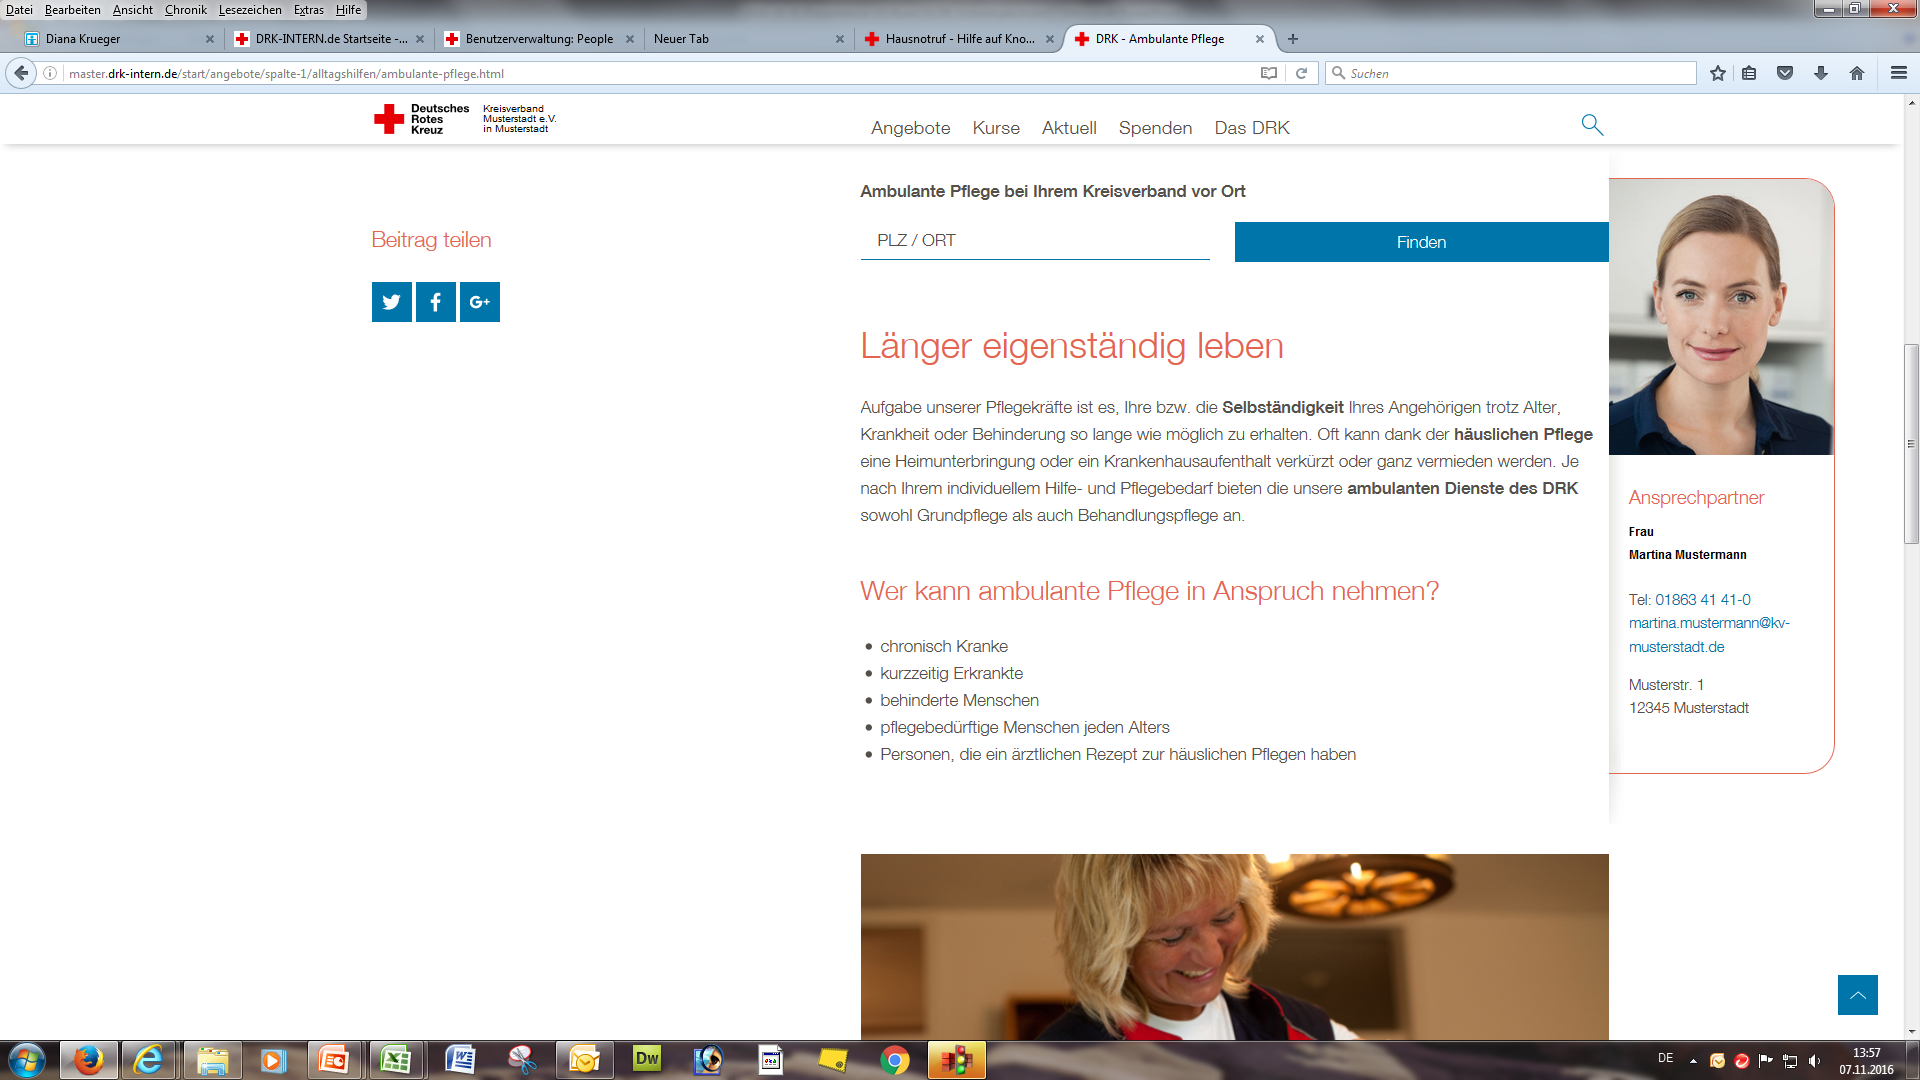 Datei Bearbeiten Ansicht Chronik Lesezeichen Extras Hilfe
Diana Krueger
DRK-INTERN.de Startseite -...
Benutzerverwaltung: People
Neuer Tab
Hausnotruf - Hilfe auf Kno...
DRK - Ambulante Pflege
master.drk-intern.de/start/angebote/spalte-1/alltagshilfen/ambulante-pflege.html
Suchen
Deutsches
Rotes
Kreuz
Kreisverband
Musterstadt e.V.
in Musterstadt
Angebote Kurse Aktuell Spenden Das DRK
Beitrag teilen
G+
Ambulante Pflege bei Ihrem Kreisverband vor Ort
PLZ / ORT
Finden
Länger eigenständig leben
Aufgabe unserer Pflegekräfte ist es, Ihre bzw. die Selbständigkeit Ihres Angehörigen trotz Alter,
Krankheit oder Behinderung so lange wie möglich zu erhalten. Oft kann dank der häuslichen Pflege
eine Heimunterbringung oder ein Krankenhausaufenthalt verkürzt oder ganz vermieden werden. Je
nach Ihrem individuellem Hilfe- und Pflegebedarf bieten die unsere ambulanten Dienste des DRK
sowohl Grundpflege als auch Behandlungspflege an.
Wer kann ambulante Pflege in Anspruch nehmen?
• chronisch Kranke
• kurzzeitig Erkrankte
• behinderte Menschen
• pflegebedürftige Menschen jeden Alters
• Personen, die ein ärztlichen Rezept zur häuslichen Pflegen haben
Ansprechpartner
Frau
Martina Mustermann
Tel: 01863 41 41-0
martina.mustermann@kv-
musterstadt.de
Musterstr. 1
12345 Musterstadt
Dw
DE
13:57
07.11.2016